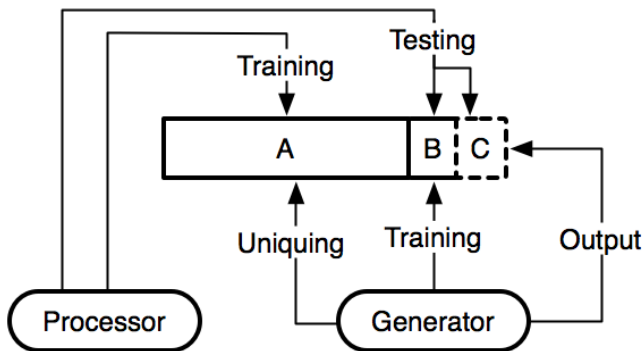 Testing
Training
A
B
C
Uniquing
Training
Output
Processor
Generator